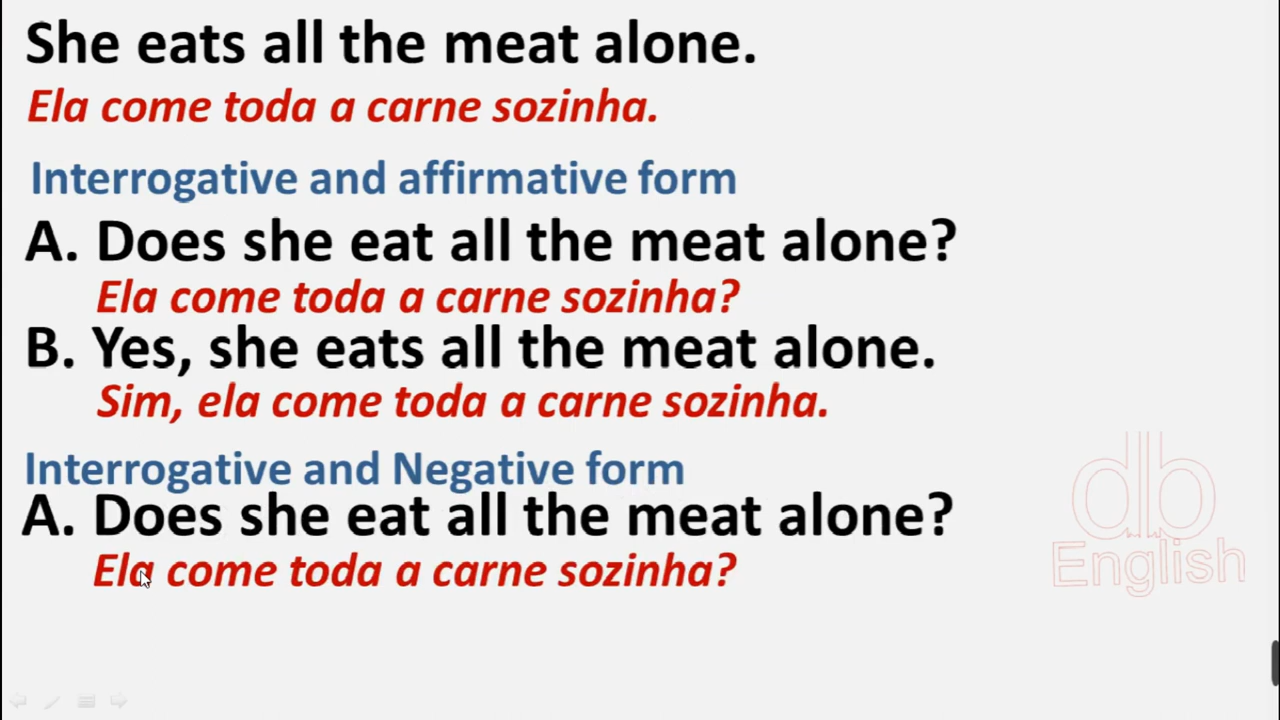 She eats all the meat alone.
Ela come toda a carne sozinha.
Interrogative and affirmative form
A. Does she eat all the meat alone?
Ela come toda a carne sozinha?
B. Yes, she eats all the meat alone.
Sim, ela come toda a carne sozinha.
Interrogative and Negative form
A. Does she eat all the meat alone?
Ela come toda a carne sozinha?
db
English